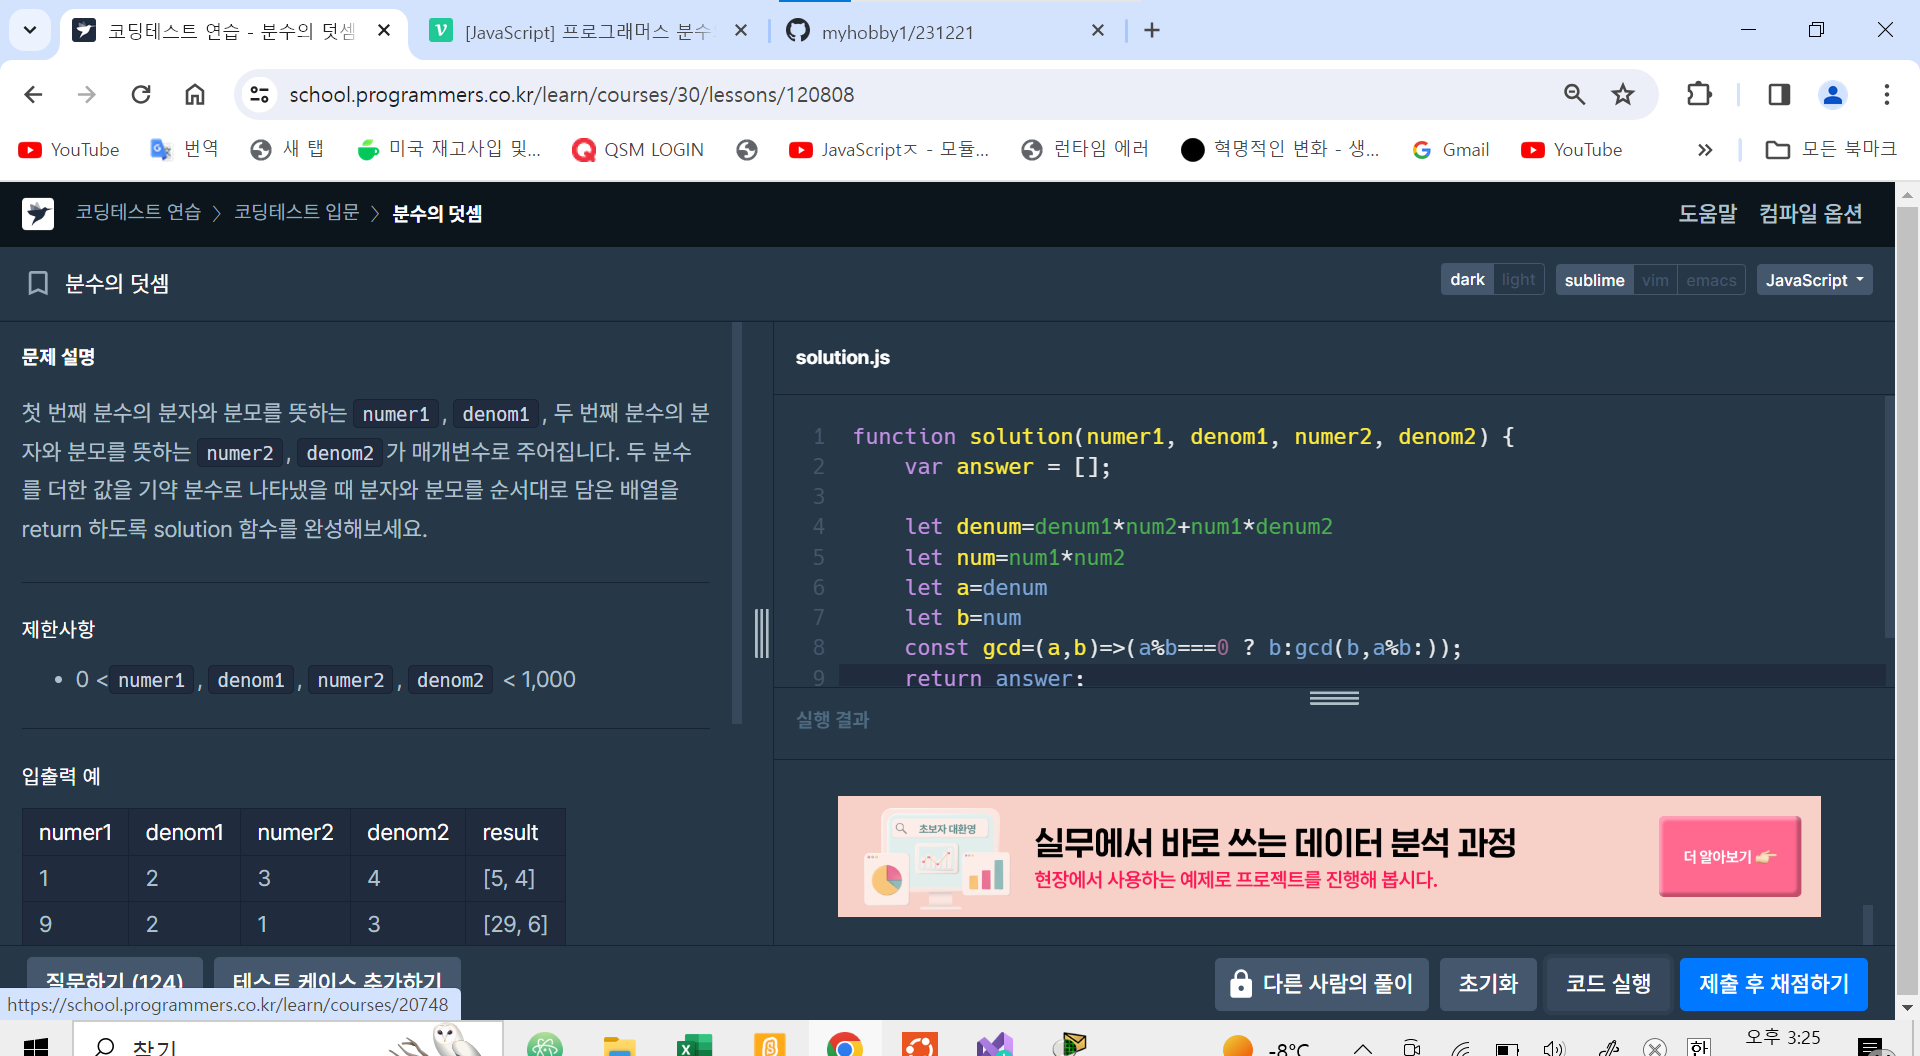 코딩테스트 연습 - 분수의 덧셈
[JavaScript] 프로그래머스 분수
myhobby1/231221
school.programmers.co.kr/learn/courses/30/lessons/120808
YouTube
번역
새 탭
미국 재고사입 및...
QSM LOGIN
JavaScriptㅈ - 모듈...
런타임 에러
혁명적인 변화 - 생...
Gmail
YouTube
모든 북마크
코딩테스트 연습 > 코딩테스트 입문 > 분수의 덧셈
도움말 컴파일 옵션
분수의 덧셈
dark light
sublime vim emacs
JavaScript
문제 설명
첫 번째 분수의 분자와 분모를 뜻하는 numer1, denom1, 두 번째 분수의 분
자와 분모를 뜻하는 numer2, denom2가 매개변수로 주어집니다. 두 분수
를 더한 값을 기약 분수로 나타냈을 때 분자와 분모를 순서대로 담은 배열을
return 하도록 solution 함수를 완성해보세요.
제한사항
• 0 < numer1, denom1, numer2, denom2 < 1,000
입출력 예
numer1 denom1 numer2 denom2 result
1 2 3 4 [5, 4]
9 2 1 3 [29, 6]
solution.js
1 function solution(numer1, denom1, numer2, denom2) {
2 var answer = [];
3
4 let denum=denum1*num2+num1*denum2
5 let num=num1*num2
6 let a=denum
7 let b=num
8 const gcd=(a,b)=>(a%b===0 ? b:gcd(b,a%b:));
9 return answer;
실행 결과
초보자 대환영
실무에서 바로 쓰는 데이터 분석 과정
현장에서 사용하는 예제로 프로젝트를 진행해 봅시다.
더 알아보기
질문하기 (124)
테스트 케이스 추가하기
다른 사람의 풀이
초기화
코드 실행
제출 후 채점하기
https://school.programmers.co.kr/learn/courses/20748
찾기
-8°C
한
오후 3:25